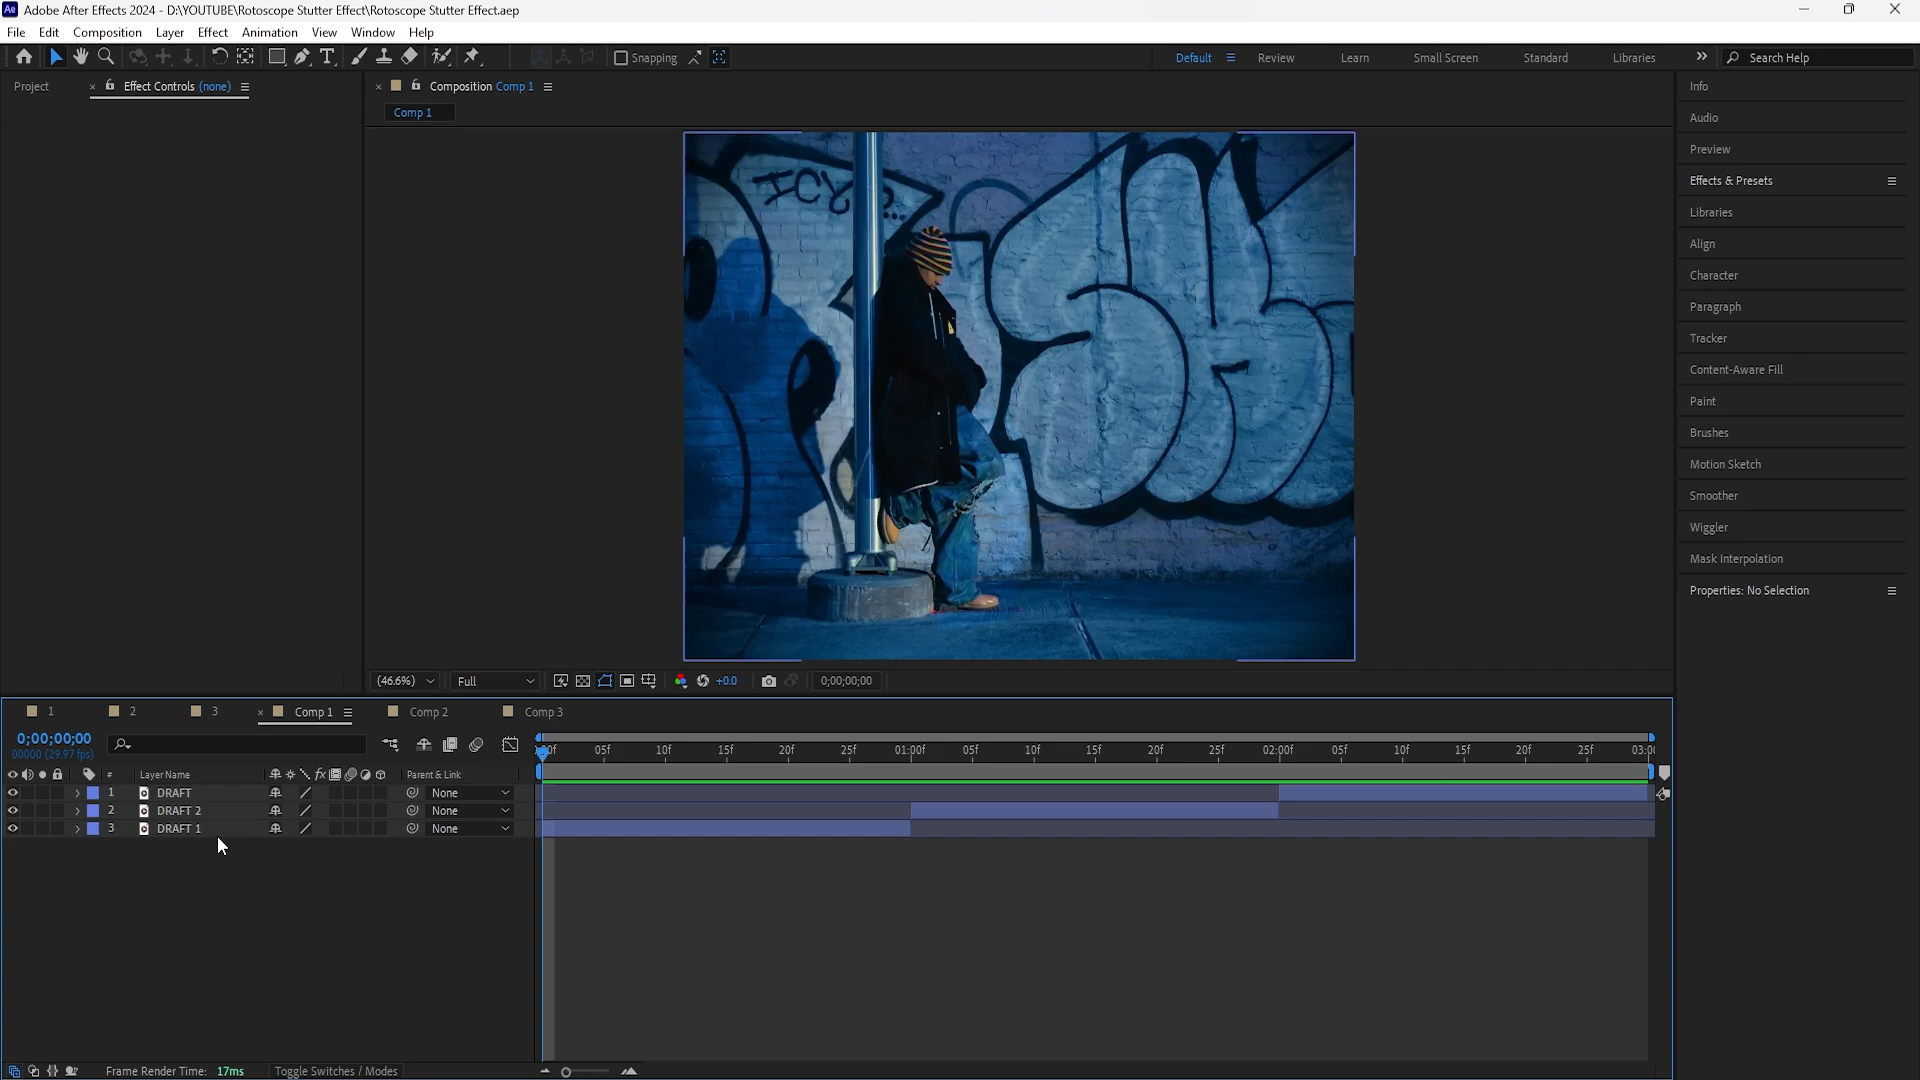 Adobe After Effects 2024 - D:\YOUTUBE\Rotoscope Stutter Effect\Rotoscope Stutter Effect.aep
File Edit Composition Layer Effect Animation View Window Help
Snapping Default Review Learn Small Screen Standard Libraries Search Help
Project Effect Controls (none) Composition Comp 1
Comp 1
Info
Audio
Preview
Effects & Presets
Libraries
Align
Character
Paragraph
Tracker
Content-Aware Fill
Paint
Brushes
Motion Sketch
Smoother
Wiggler
Mask Interpolation
Properties: No Selection
(46.6%) Full +0.0 0;00;00;00
1 2 3 Comp 1 Comp 2 Comp 3
0;00;00;00
00000 (29.97 fps)
05f 10f 15f 20f 25f 01:00f 05f 10f 15f 20f 25f 02:00f 05f 10f 15f 20f 25f
# Layer Name Parent & Link
1 DRAFT None
2 DRAFT 2 None
3 DRAFT 1 None
Frame Render Time: 17ms Toggle Switches / Modes